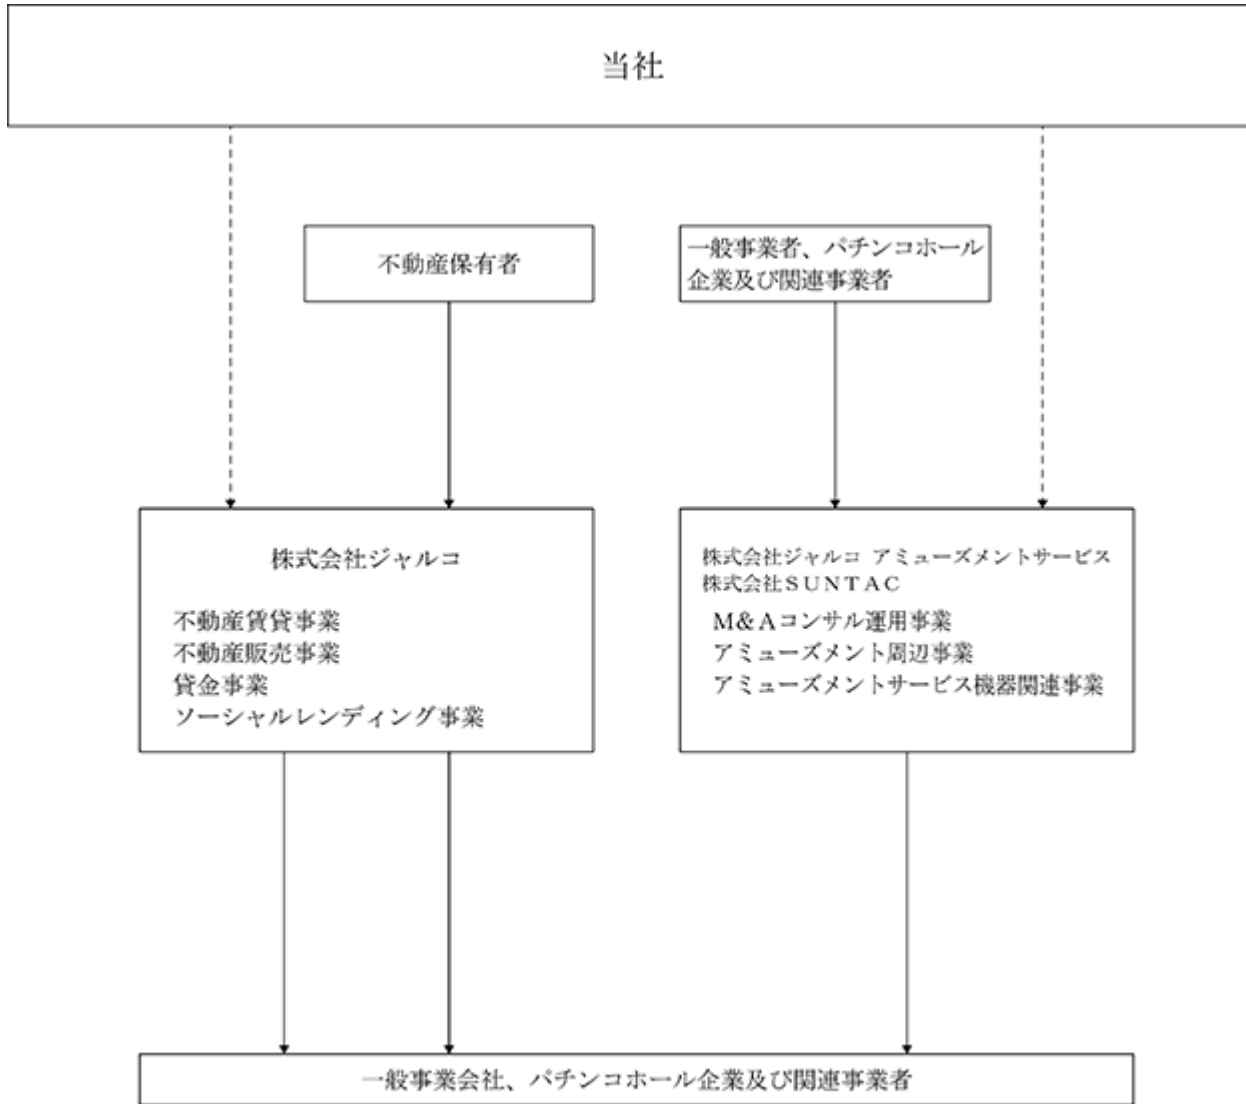 当社
不動産保有者
一般事業者、パチンコホール
企業及び関連事業者
株式会社ジャルコ
不動産賃貸事業
不動産販売事業
貸金事業
ソーシャルレンディング事業
株式会社ジャルコ アミューズメントサービス
株式会社SUNTAC
M&Aコンサル運用事業
アミューズメント周辺事業
アミューズメントサービス機器関連事業
一般事業会社、パチンコホール企業及び関連事業者